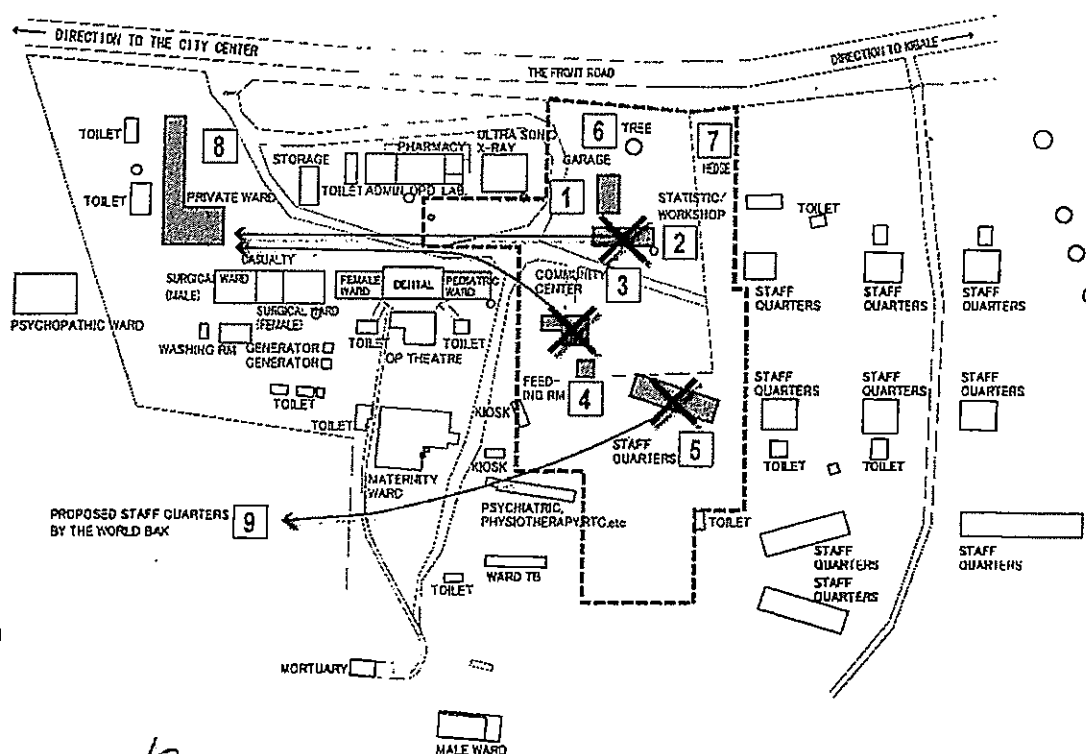 DIRECTION TO THE CITY CENTER
DIRECTION TO KHALE
THE FRONT ROAD
TOILET
8
STORAGE
PHARMACY
ULTRA SON
X-RAY
6
TREE
GARAGE
7
HEDGE
TOILET
PRIVATE WARD
TOILET
ADMIN.
OPD
LAB.
1
STATISTIC/
WORKSHOP
2
TOILET
CASUALTY
COMMUNITY
CENTER
3
SURGICAL WARD
(MALE)
FEMALE
WARD
DENTAL
PEDIATRIC
WARD
PSYCHOPATHIC WARD
SURGICAL WARD
(FEMALE)
WASHING RM
GENERATOR
GENERATOR
TOILET
OP THEATRE
TOILET
STAFF
QUARTERS
STAFF
QUARTERS
STAFF
QUARTERS
TOILET
FEED-
ING RM
4
STAFF
QUARTERS
STAFF
QUARTERS
STAFF
QUARTERS
TOILET
KIOSK
STAFF
QUARTERS
5
KIOSK
TOILET
TOILET
MATERNITY
WARD
PROPOSED STAFF QUARTERS
BY THE WORLD BAK
9
PSYCHIATRIC,
PHYSIOTHERAPY,RTC.etc
TOILET
STAFF
QUARTERS
STAFF
QUARTERS
WARD TB
TOILET
STAFF
QUARTERS
MORTUARY
MALE WARD